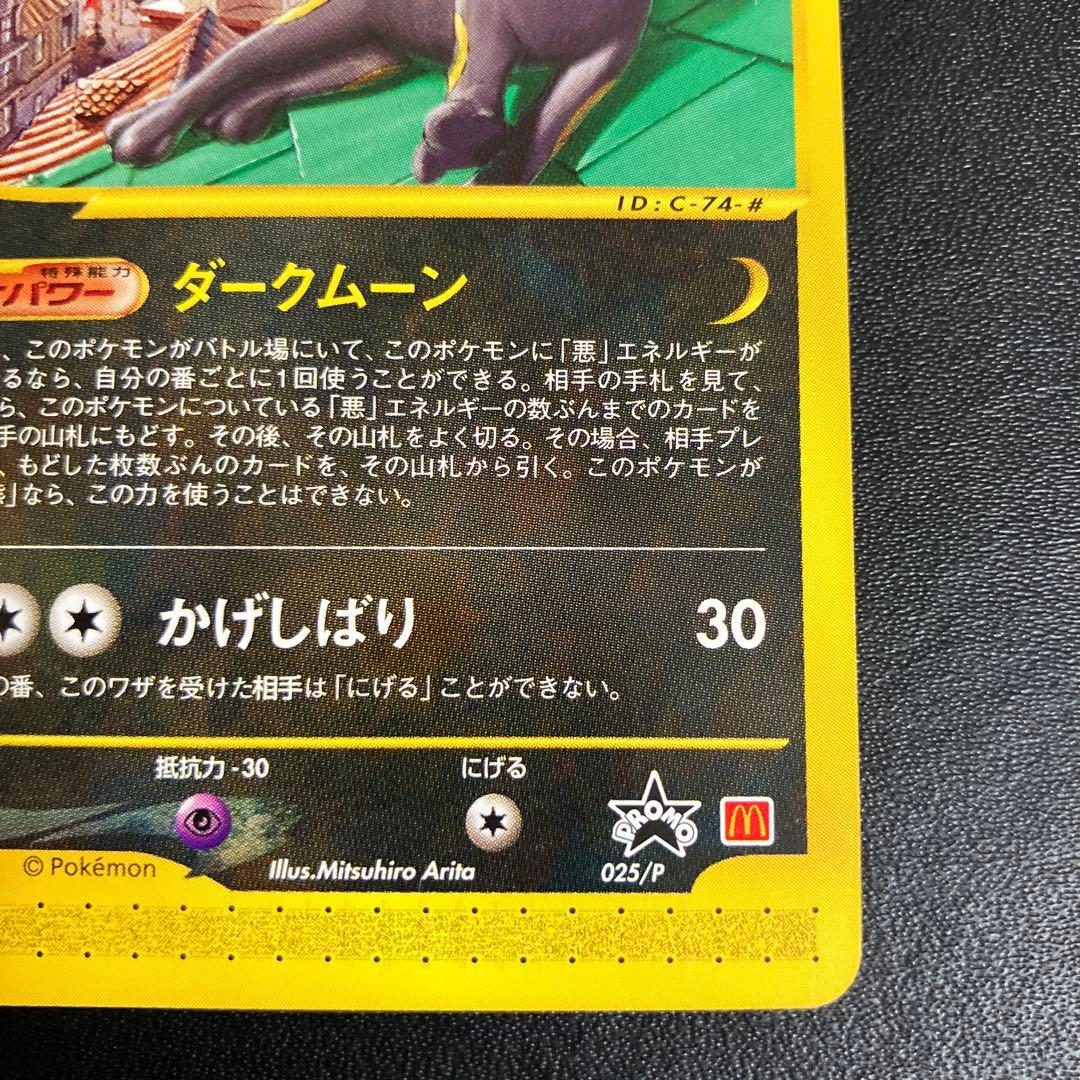 ID : C-74-#
特殊能力
パワー ダークムーン
、このポケモンがバトル場にいて、このポケモンに「悪」エネルギーが
るなら、自分の番ごとに1回使うことができる。相手の手札を見て、
ら、このポケモンについている「悪」エネルギーの数ぶんまでのカードを
手の山札にもどす。その後、その山札をよく切る。その場合、相手プレ
、もどした枚数ぶんのカードを、その山札から引く。このポケモンが
」なら、この力を使うことはできない。
かげしばり 30
の番、このワザを受けた相手は「にげる」ことができない。
抵抗力 -30 にげる
PROMO
© Pokémon Illus.Mitsuhiro Arita 025/P